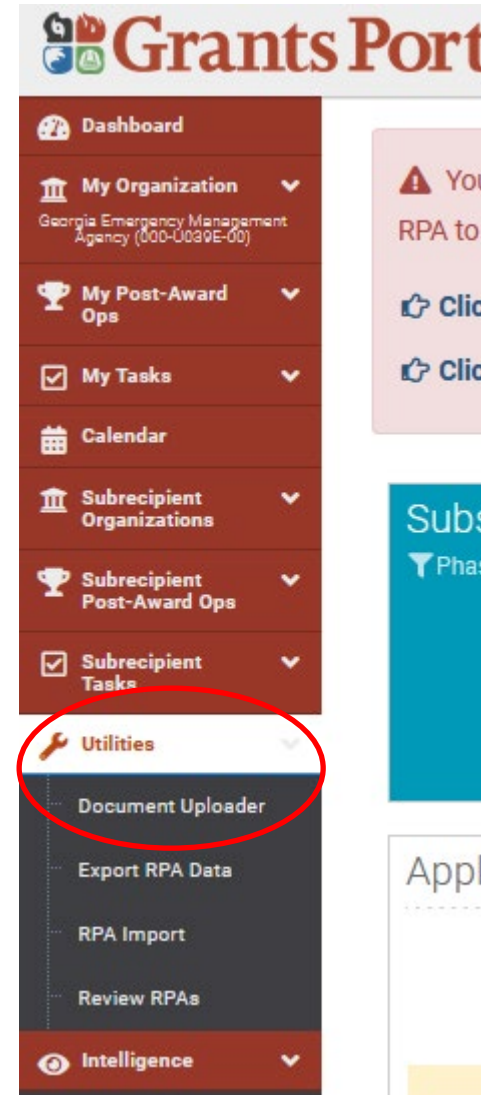 Grants Port
Dashboard
My Organization
Georgia Emergency Management
Agency (000-U039E-00)
My Post-Award
Ops
My Tasks
Calendar
Subrecipient
Organizations
Subrecipient
Post-Award Ops
Subrecipient
Tasks
Utilities
Document Uploader
Export RPA Data
RPA Import
Review RPAs
Intelligence
You
RPA to
Clic
Clic
Subs
Phas
Appl